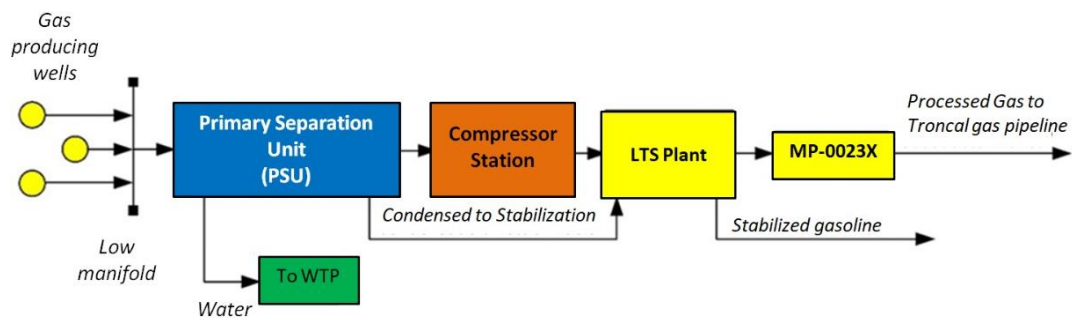 Gas
producing
wells
Primary Separation
Unit
(PSU)
Compressor
Station
LTS Plant
MP-0023X
Processed Gas to
Troncal gas pipeline
Condensed to Stabilization
Stabilized gasoline
Low
manifold
To WTP
Water